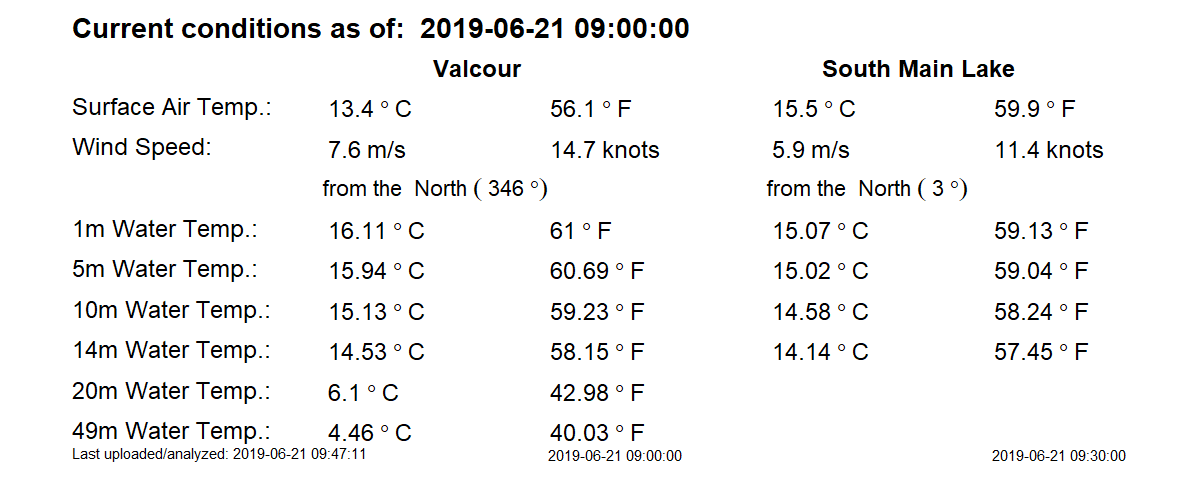 Current conditions as of: 2019-06-21 09:00:00
Valcour South Main Lake
Surface Air Temp.: 13.4 ° C 56.1 ° F 15.5 ° C 59.9 ° F
Wind Speed: 7.6 m/s 14.7 knots 5.9 m/s 11.4 knots
from the North ( 346 °) from the North ( 3 °)
1m Water Temp.: 16.11 ° C 61 ° F 15.07 ° C 59.13 ° F
5m Water Temp.: 15.94 ° C 60.69 ° F 15.02 ° C 59.04 ° F
10m Water Temp.: 15.13 ° C 59.23 ° F 14.58 ° C 58.24 ° F
14m Water Temp.: 14.53 ° C 58.15 ° F 14.14 ° C 57.45 ° F
20m Water Temp.: 6.1 ° C 42.98 ° F
49m Water Temp.: 4.46 ° C 40.03 ° F
Last uploaded/analyzed: 2019-06-21 09:47:11 2019-06-21 09:00:00 2019-06-21 09:30:00